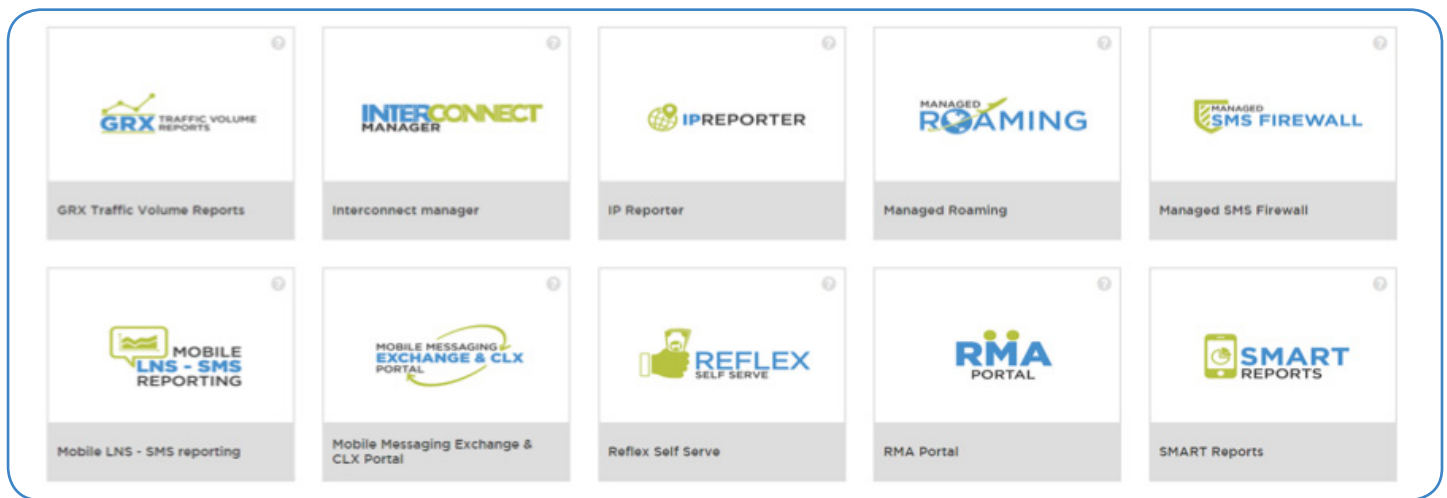 GRX TRAFFIC VOLUME
REPORTS
GRX Traffic Volume Reports
INTERCONNECT
MANAGER
Interconnect manager
IPREPORTER
IP Reporter
MANAGED
ROAMING
Managed Roaming
MANAGED
SMS FIREWALL
Managed SMS Firewall
MOBILE
LNS - SMS
REPORTING
Mobile LNS - SMS reporting
MOBILE MESSAGING
EXCHANGE & CLX
PORTAL
Mobile Messaging Exchange &
CLX Portal
REFLEX
SELF SERVE
Reflex Self Serve
RMA
PORTAL
RMA Portal
SMART
REPORTS
SMART Reports